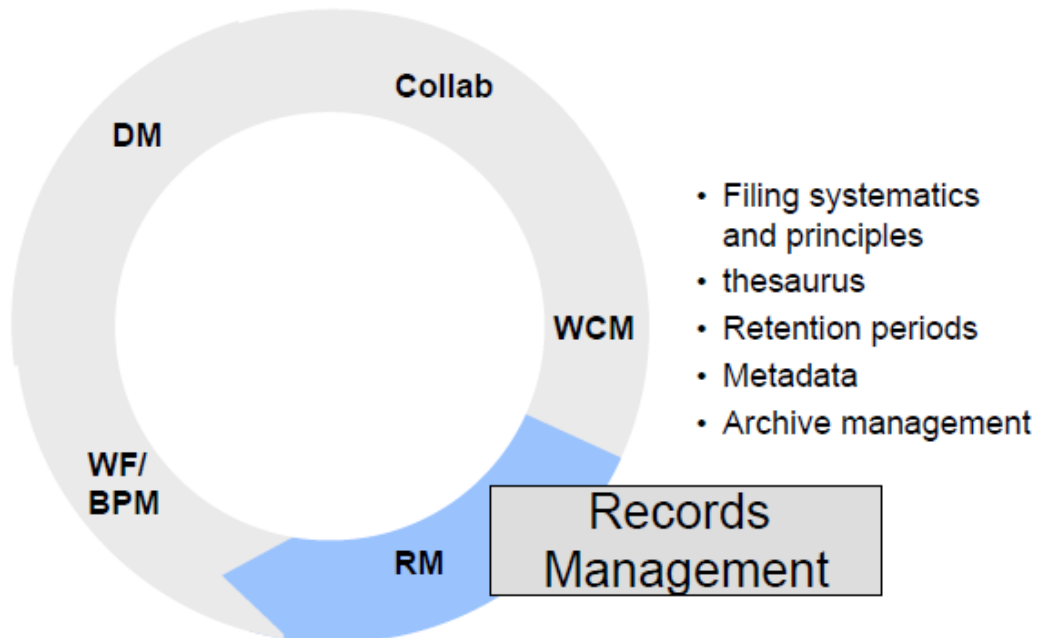 Collab
DM
• Filing systematics
and principles
• thesaurus
WCM
• Retention periods
• Metadata
• Archive management
WF/
BPM
Records
Management
RM